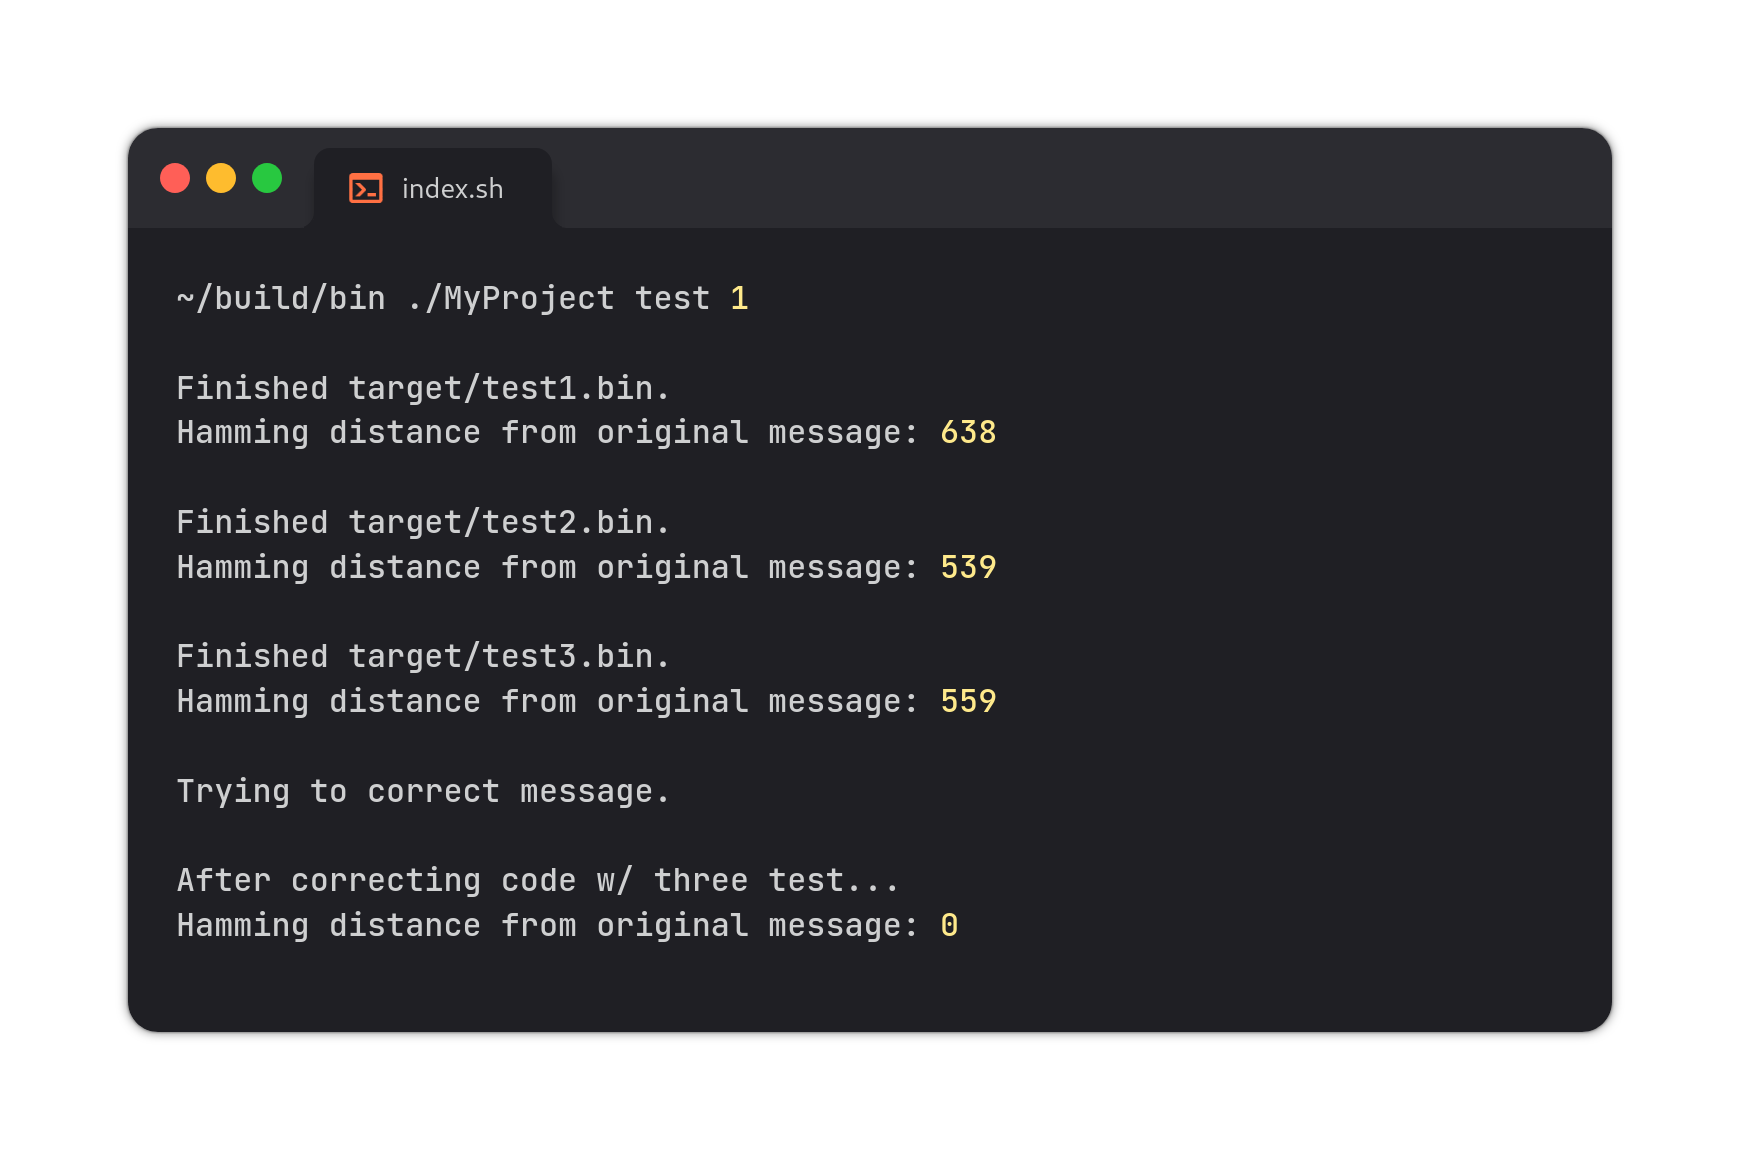 index.sh
~/build/bin ./MyProject test 1
Finished target/test1.bin.
Hamming distance from original message: 638
Finished target/test2.bin.
Hamming distance from original message: 539
Finished target/test3.bin.
Hamming distance from original message: 559
Trying to correct message.
After correcting code w/ three test...
Hamming distance from original message: 0